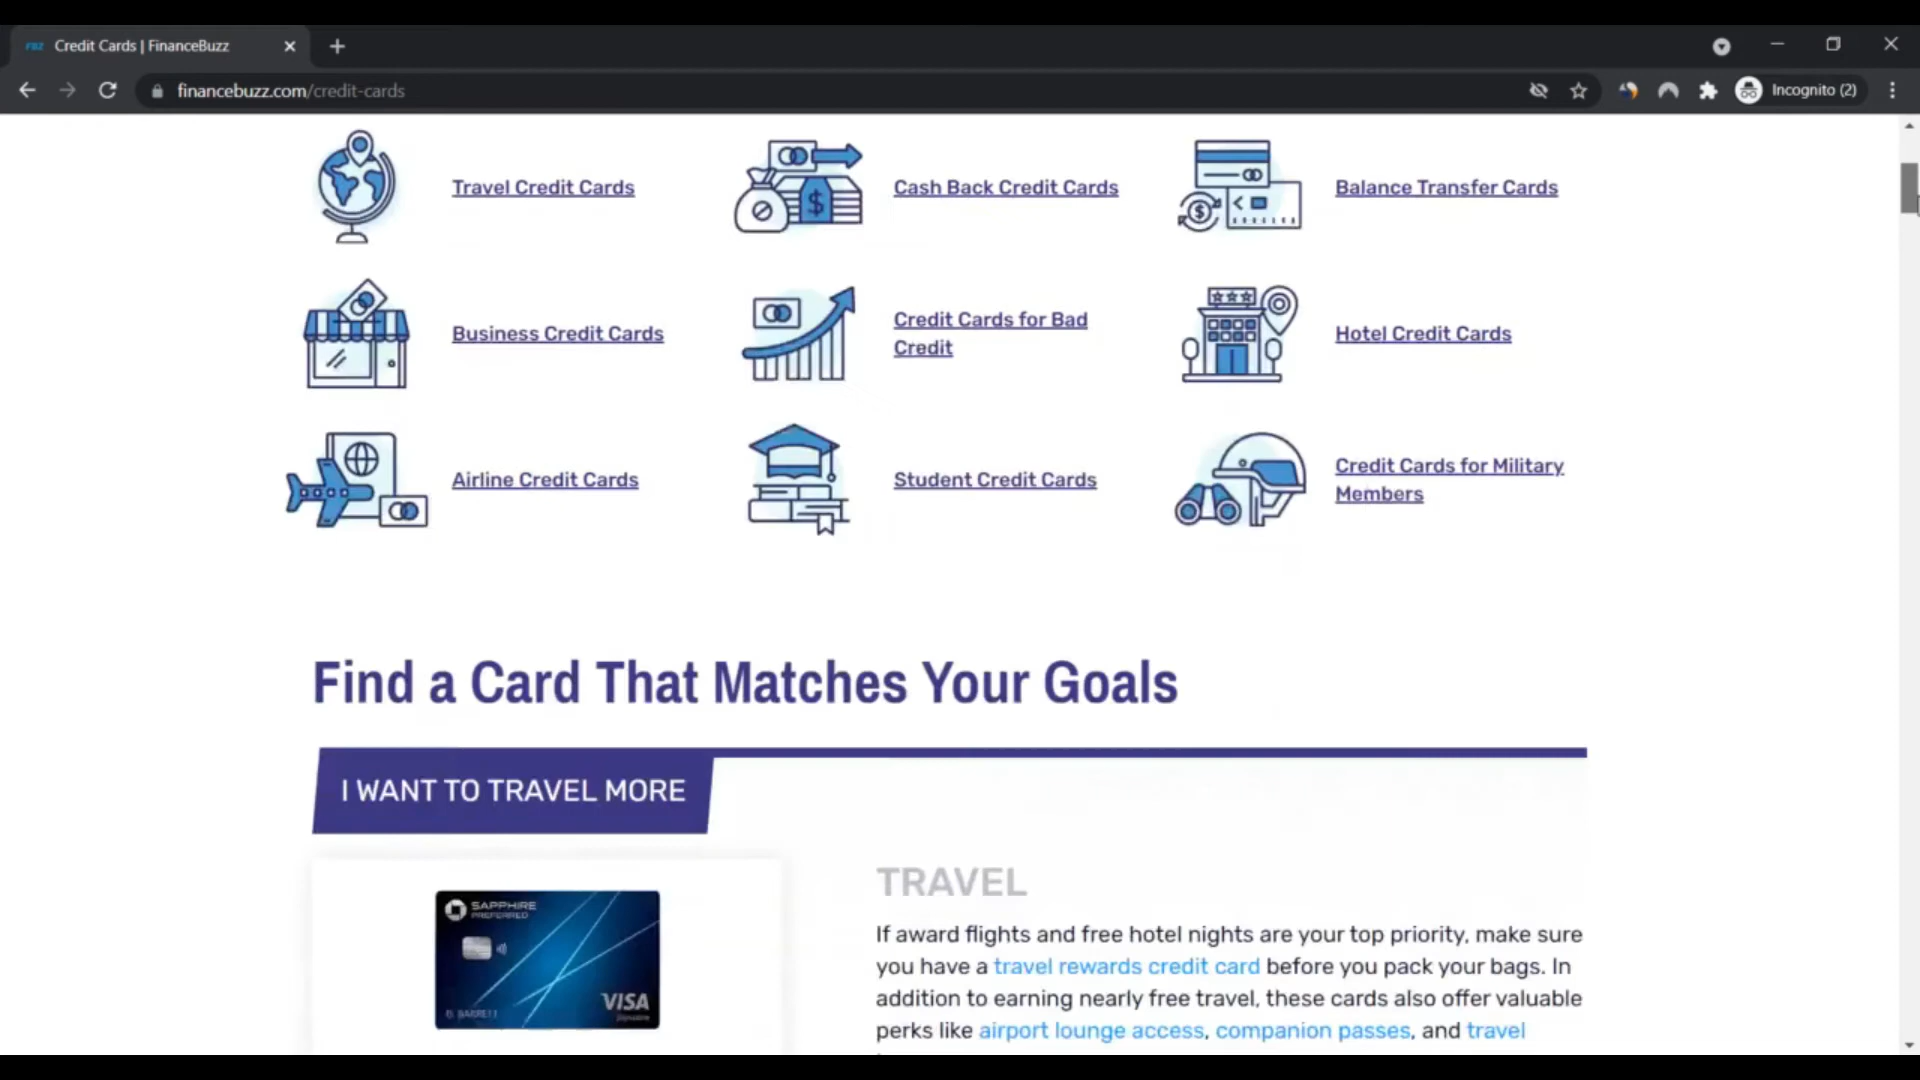 Credit Cards | FinanceBuzz
financebuzz.com/credit-cards
Incognito (2)
Travel Credit Cards
Cash Back Credit Cards
Balance Transfer Cards
Business Credit Cards
Credit Cards for Bad
Credit
Hotel Credit Cards
Airline Credit Cards
Student Credit Cards
Credit Cards for Military
Members
Find a Card That Matches Your Goals
I WANT TO TRAVEL MORE
SAPPHIRE
PREFERRED
VISA
Signature
D. BARRETT
TRAVEL
If award flights and free hotel nights are your top priority, make sure
you have a travel rewards credit card before you pack your bags. In
addition to earning nearly free travel, these cards also offer valuable
perks like airport lounge access, companion passes, and travel